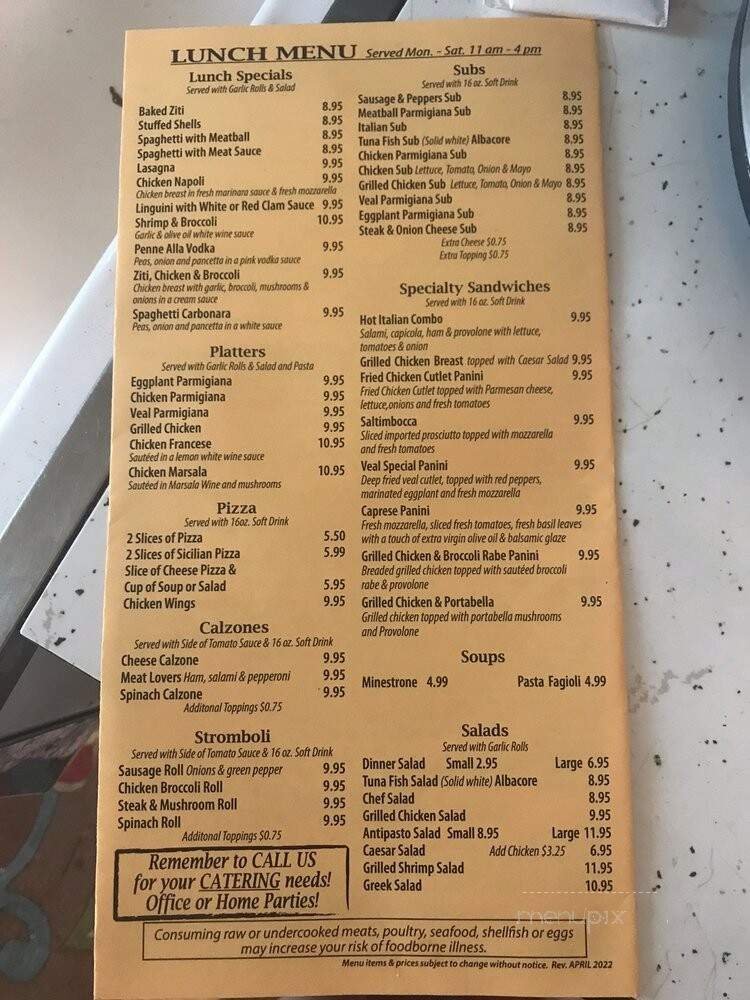 LUNCH MENU Served Mon. - Sat. 11 am - 4 pm
Lunch Specials
Served with Garlic Rolls & Salad
Baked Ziti 8.95
Stuffed Shells 8.95
Spaghetti with Meatball 8.95
Spaghetti with Meat Sauce 8.95
Lasagna 9.95
Chicken Napoli 9.95
Chicken breast in fresh marinara sauce & fresh mozzarella
Linguini with White or Red Clam Sauce 9.95
Shrimp & Broccoli 10.95
Garlic & olive oil white wine sauce
Penne Alla Vodka 9.95
Peas, onion and pancetta in a pink vodka sauce
Ziti, Chicken & Broccoli 9.95
Chicken breast with garlic, broccoli, mushrooms &
onions in a cream sauce
Spaghetti Carbonara 9.95
Peas, onion and pancetta in a white sauce
Platters
Served with Garlic Rolls & Salad and Pasta
Eggplant Parmigiana 9.95
Chicken Parmigiana 9.95
Veal Parmigiana 9.95
Grilled Chicken 9.95
Chicken Francese 10.95
Sautéed in a lemon white wine sauce
Chicken Marsala 10.95
Sautéed in Marsala Wine and mushrooms
Pizza
Served with 16oz. Soft Drink
2 Slices of Pizza 5.50
2 Slices of Sicilian Pizza 5.99
Slice of Cheese Pizza &
Cup of Soup or Salad 5.95
Chicken Wings 9.95
Calzones
Served with Side of Tomato Sauce & 16 oz. Soft Drink
Cheese Calzone 9.95
Meat Lovers Ham, salami & pepperoni 9.95
Spinach Calzone 9.95
Additonal Toppings $0.75
Stromboli
Served with Side of Tomato Sauce & 16 oz. Soft Drink
Sausage Roll Onions & green pepper 9.95
Chicken Broccoli Roll 9.95
Steak & Mushroom Roll 9.95
Spinach Roll 9.95
Additonal Toppings $0.75
Remember to CALL US
for your CATERING needs!
Office or Home Parties!
Subs
Served with 16 oz. Soft Drink
Sausage & Peppers Sub 8.95
Meatball Parmigiana Sub 8.95
Italian Sub 8.95
Tuna Fish Sub (Solid white) Albacore 8.95
Chicken Parmigiana Sub 8.95
Chicken Sub Lettuce, Tomato, Onion & Mayo 8.95
Grilled Chicken Sub Lettuce, Tomato, Onion & Mayo 8.95
Veal Parmigiana Sub 8.95
Eggplant Parmigiana Sub 8.95
Steak & Onion Cheese Sub 8.95
Extra Cheese $0.75
Extra Topping $0.75
Specialty Sandwiches
Served with 16 oz. Soft Drink
Hot Italian Combo 9.95
Salami, capicola, ham & provolone with lettuce,
tomatoes & onion
Grilled Chicken Breast topped with Caesar Salad 9.95
Fried Chicken Cutlet Panini 9.95
Fried Chicken Cutlet topped with Parmesan cheese,
lettuce,onions and fresh tomatoes
Saltimbocca 9.95
Sliced imported prosciutto topped with mozzarella
and fresh tomatoes
Veal Special Panini 9.95
Deep fried veal cutlet, topped with red peppers,
marinated eggplant and fresh mozzarella
Caprese Panini 9.95
Fresh mozzarella, sliced fresh tomatoes, fresh basil leaves
with a touch of extra virgin olive oil & balsamic glaze
Grilled Chicken & Broccoli Rabe Panini 9.95
Breaded grilled chicken topped with sautéed broccoli
rabe & provolone
Grilled Chicken & Portabella 9.95
Grilled chicken topped with portabella mushrooms
and Provolone
Soups
Minestrone 4.99 Pasta Fagioli 4.99
Salads
Served with Garlic Rolls
Dinner Salad Small 2.95 Large 6.95
Tuna Fish Salad (Solid white) Albacore 8.95
Chef Salad 8.95
Grilled Chicken Salad 9.95
Antipasto Salad Small 8.95 Large 11.95
Caesar Salad Add Chicken $3.25 6.95
Grilled Shrimp Salad 11.95
Greek Salad 10.95
menupix
Consuming raw or undercooked meats, poultry, seafood, shellfish or eggs
may increase your risk of foodborne illness.
Menu items & prices subject to change without notice. Rev. APRIL 2022